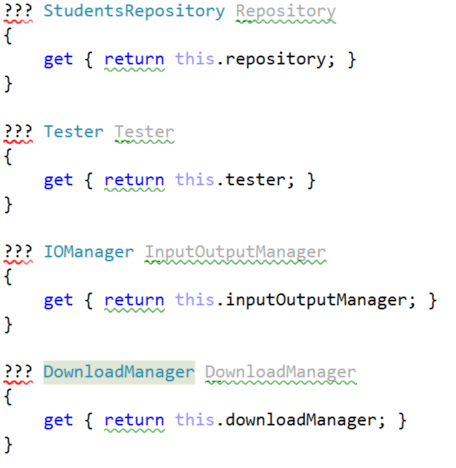 ??? StudentsRepository Repository
{
get { return this.repository; }
}
??? Tester Tester
{
get { return this.tester; }
}
??? IOManager InputOutputManager
{
get { return this.inputOutputManager; }
}
??? DownloadManager DownloadManager
{
get { return this.downloadManager; }
}